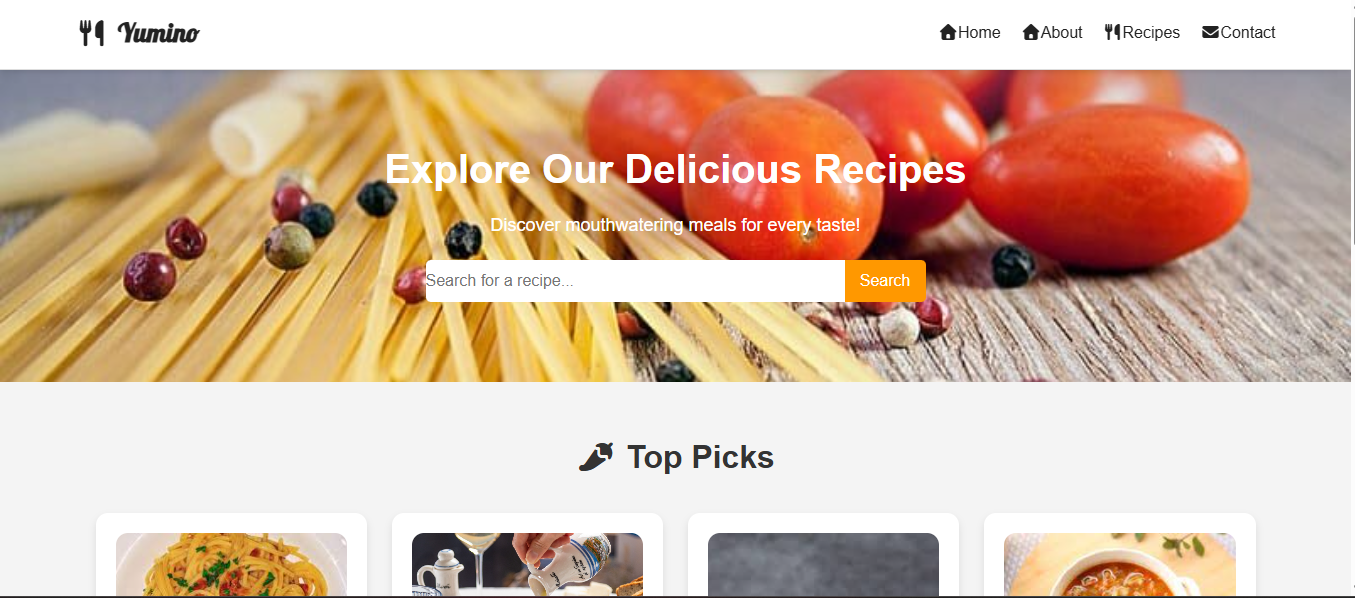 Yumino
Home About Recipes Contact
Explore Our Delicious Recipes
Discover mouthwatering meals for every taste!
Search for a recipe... Search
Top Picks